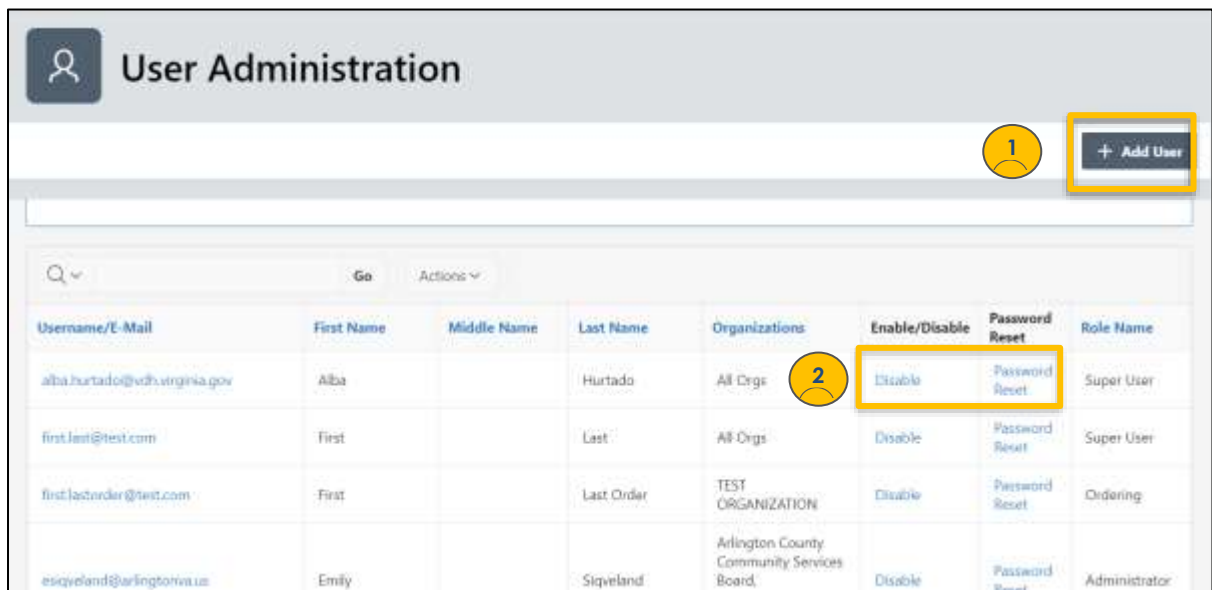 User Administration
1
+ Add User
Go Actions
Username/E-Mail First Name Middle Name Last Name Organizations Enable/Disable Password Reset Role Name
alba.hurtado@vdh.virginia.gov Alba Hurtado All Orgs 2 Disable Password Reset Super User
first.last@test.com First Last All Orgs Disable Password Reset Super User
first.lastorder@test.com First Last Order TEST ORGANIZATION Disable Password Reset Ordering
esiqveland@arlingtonva.us Emily Siqveland Arlington County Community Services Board, Disable Password Reset Administrator